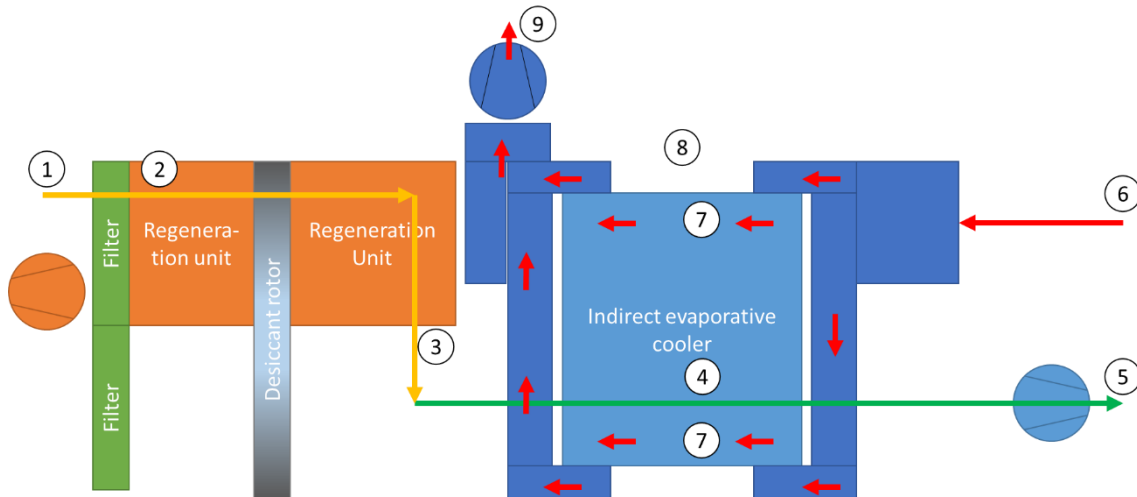 9
8
1
2
6
7
Filter
Regenera-
tion unit
Regeneration
Unit
Desiccant rotor
Indirect evaporative
cooler
3
4
5
Filter
7